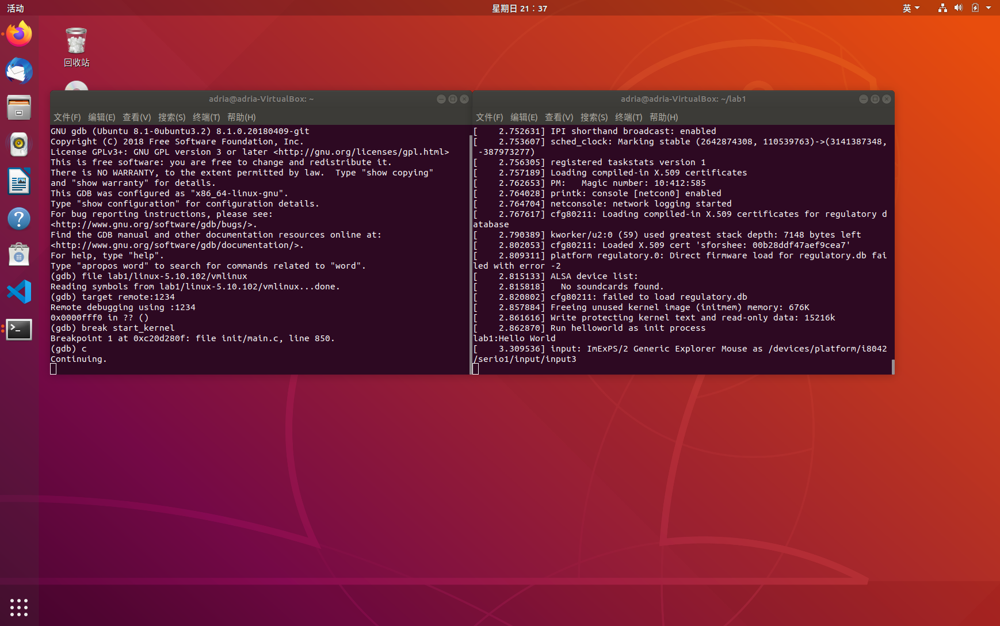 活动
星期日 21：37
英
回收站
adria@adria-VirtualBox: ~
文件(F) 编辑(E) 查看(V) 搜索(S) 终端(T) 帮助(H)
GNU gdb (Ubuntu 8.1-0ubuntu3.2) 8.1.0.20180409-git
Copyright (C) 2018 Free Software Foundation, Inc.
License GPLv3+: GNU GPL version 3 or later <http://gnu.org/licenses/gpl.html>
This is free software: you are free to change and redistribute it.
There is NO WARRANTY, to the extent permitted by law.  Type "show copying"
and "show warranty" for details.
This GDB was configured as "x86_64-linux-gnu".
Type "show configuration" for configuration details.
For bug reporting instructions, please see:
<http://www.gnu.org/software/gdb/bugs/>.
Find the GDB manual and other documentation resources online at:
<http://www.gnu.org/software/gdb/documentation/>.
For help, type "help".
Type "apropos word" to search for commands related to "word".
(gdb) file lab1/linux-5.10.102/vmlinux
Reading symbols from lab1/linux-5.10.102/vmlinux...done.
(gdb) target remote:1234
Remote debugging using :1234
0x0000fff0 in ?? ()
(gdb) break start_kernel
Breakpoint 1 at 0xc20d280f: file init/main.c, line 850.
(gdb) c
Continuing.
adria@adria-VirtualBox: ~/lab1
文件(F) 编辑(E) 查看(V) 搜索(S) 终端(T) 帮助(H)
[    2.752631] IPI shorthand broadcast: enabled
[    2.753607] sched_clock: Marking stable (2642874308, 110539763)->(3141387348,
 -387973277)
[    2.756305] registered taskstats version 1
[    2.757189] Loading compiled-in X.509 certificates
[    2.762653] PM:   Magic number: 10:412:585
[    2.764028] printk: console [netcon0] enabled
[    2.764704] netconsole: network logging started
[    2.767617] cfg80211: Loading compiled-in X.509 certificates for regulatory d
atabase
[    2.790389] kworker/u2:0 (59) used greatest stack depth: 7148 bytes left
[    2.802053] cfg80211: Loaded X.509 cert 'sforshee: 00b28ddf47aef9cea7'
[    2.809311] platform regulatory.0: Direct firmware load for regulatory.db fai
led with error -2
[    2.815133] ALSA device list:
[    2.815818]   No soundcards found.
[    2.820802] cfg80211: failed to load regulatory.db
[    2.857884] Freeing unused kernel image (initmem) memory: 676K
[    2.861616] Write protecting kernel text and read-only data: 15216k
[    2.862870] Run helloworld as init process
lab1:Hello World
[    3.309536] input: ImExPS/2 Generic Explorer Mouse as /devices/platform/i8042
/serio1/input/input3